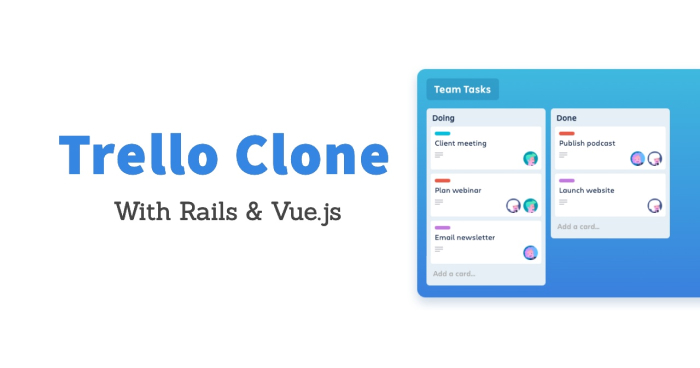 Trello Clone
With Rails & Vue.js
Team Tasks
Doing
Client meeting
Plan webinar
Email newsletter
Add a card...
Done
Publish podcast
Launch website
Add a card...